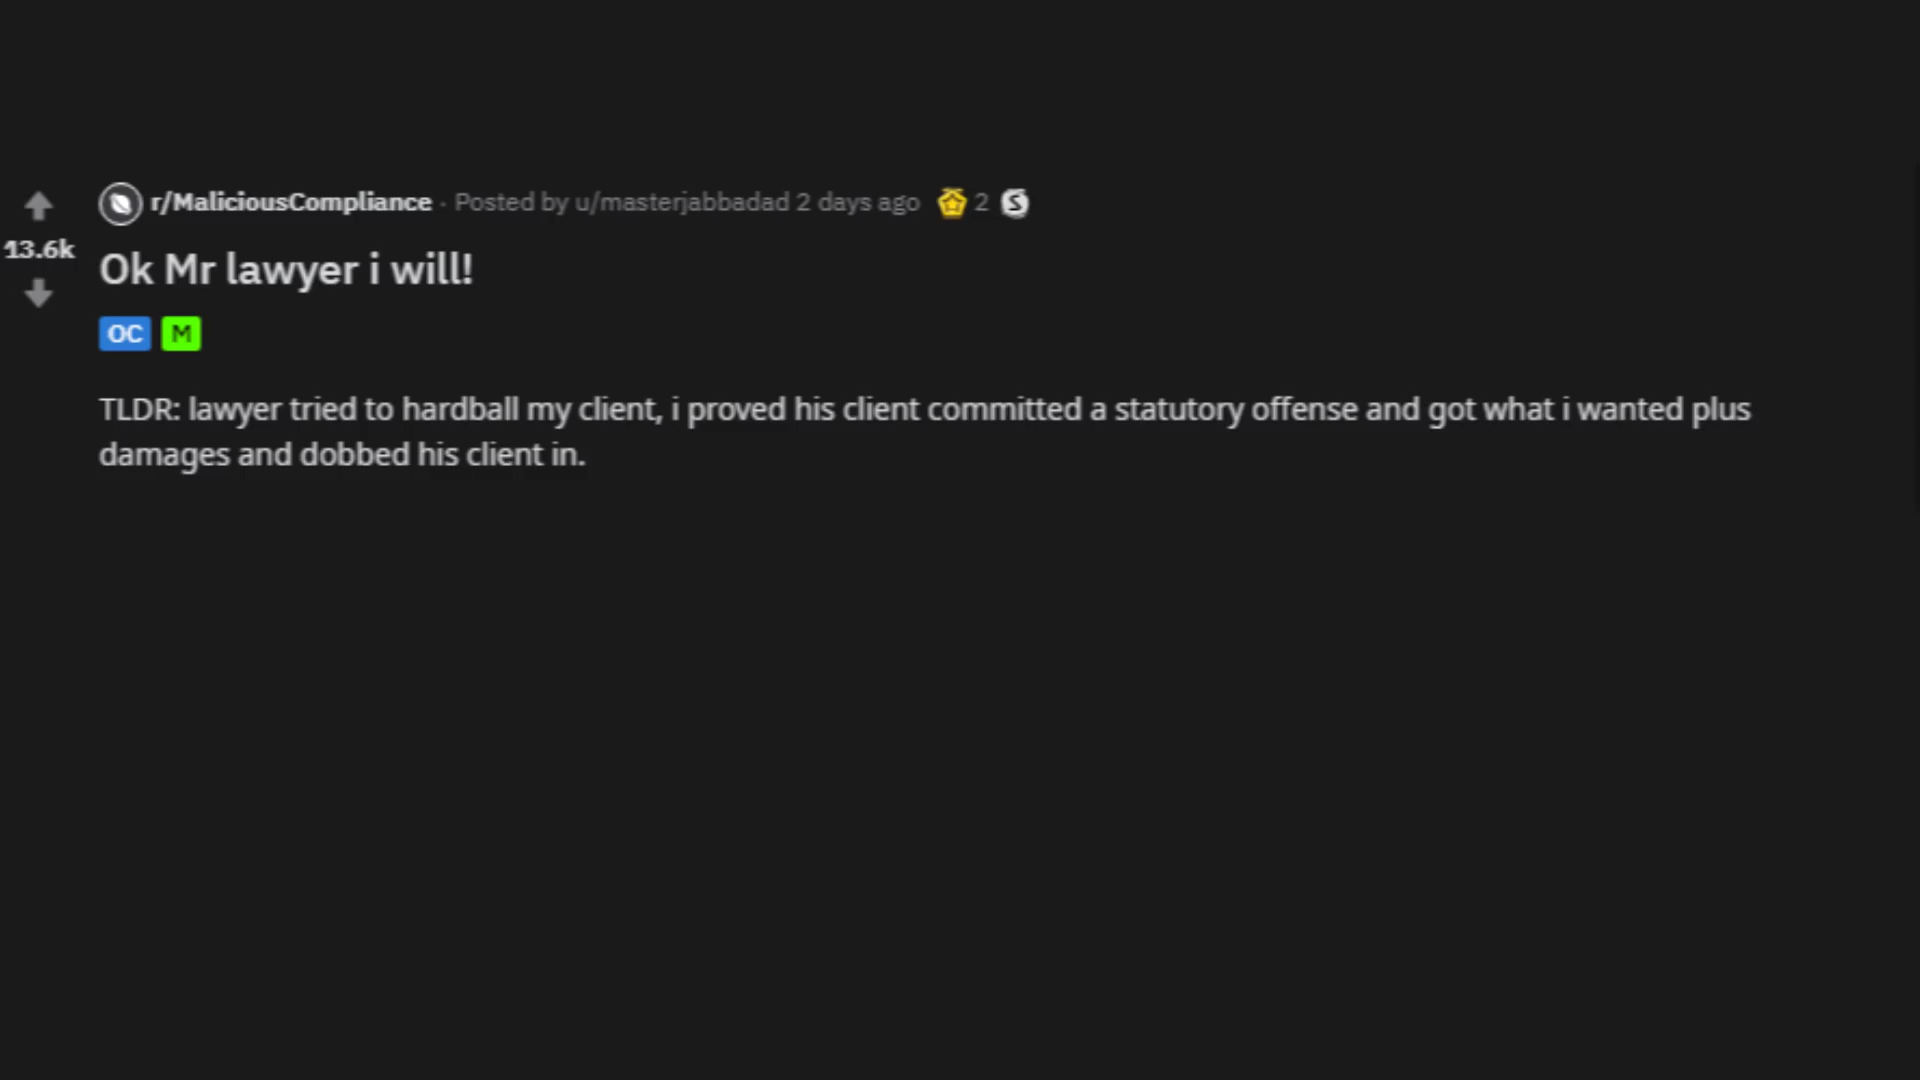 r/MaliciousCompliance · Posted by u/masterjabbadad 2 days ago 2 S
13.6k
Ok Mr lawyer i will!
OC M
TLDR: lawyer tried to hardball my client, i proved his client committed a statutory offense and got what i wanted plus
damages and dobbed his client in.